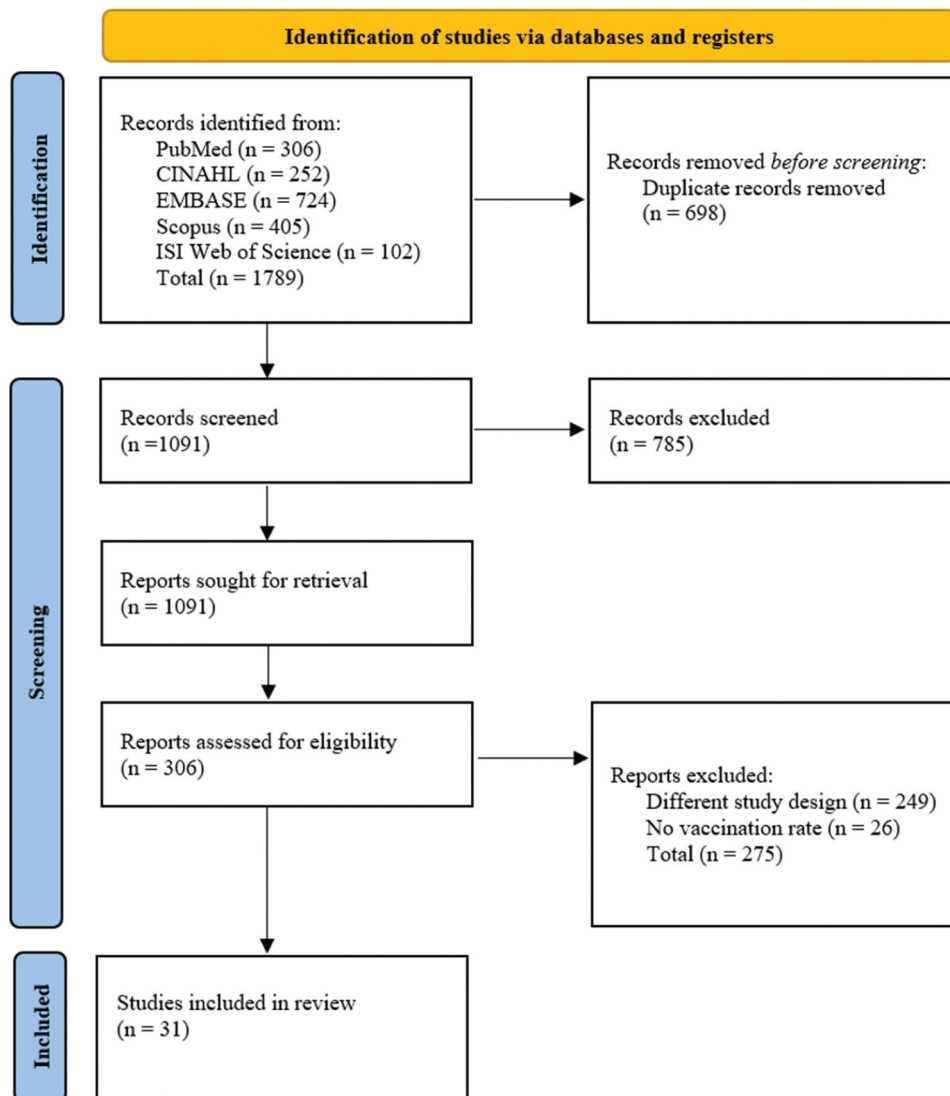 Identification of studies via databases and registers
Identification
Records identified from:
PubMed (n = 306)
CINAHL (n = 252)
EMBASE (n = 724)
Scopus (n = 405)
ISI Web of Science (n = 102)
Total (n = 1789)
Records removed before screening:
Duplicate records removed
(n = 698)
Screening
Records screened
(n =1091)
Records excluded
(n = 785)
Reports sought for retrieval
(n = 1091)
Reports assessed for eligibility
(n = 306)
Reports excluded:
Different study design (n = 249)
No vaccination rate (n = 26)
Total (n = 275)
Included
Studies included in review
(n = 31)